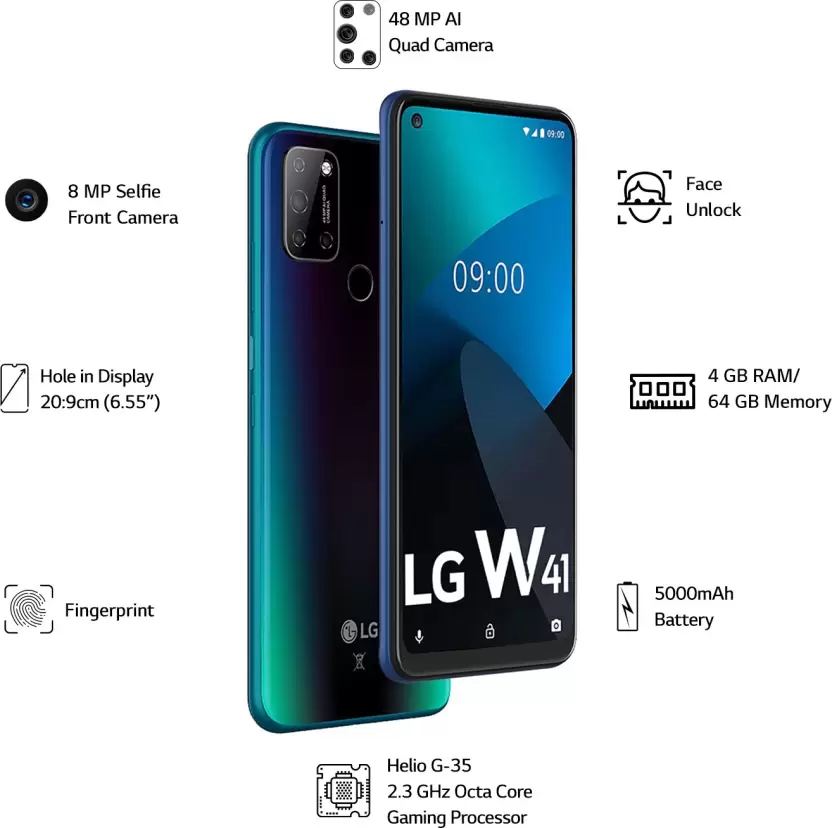 48 MP AI
Quad Camera
8 MP Selfie
Front Camera
Face
Unlock
09:00
09:00
Hole in Display
20:9cm (6.55”)
4 GB RAM/
64 GB Memory
LG W41
Fingerprint
5000mAh
Battery
LG
Helio G-35
2.3 GHz Octa Core
Gaming Processor